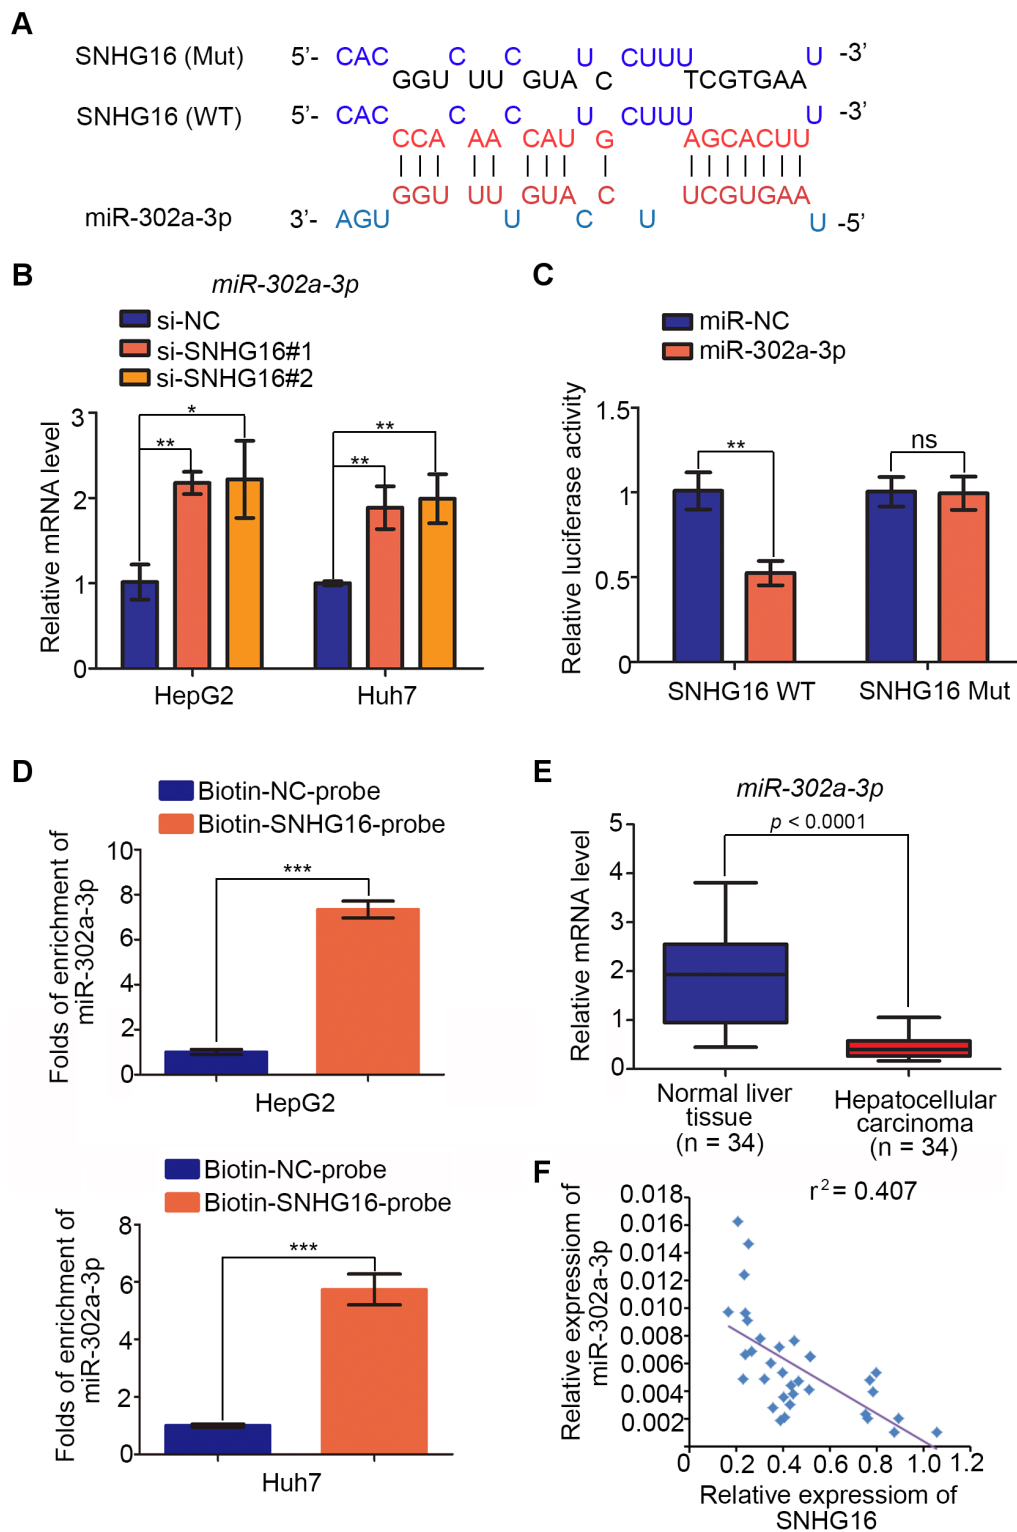 A
SNHG16 (Mut) 5'- CAC C C U CUUU U -3'
GGU UU GUA C TCGTGAA
SNHG16 (WT) 5'- CAC C C U CUUU U -3'
CCA AA CAU G AGCACUU
GGU UU GUA C UCGUGAA
miR-302a-3p 3'- AGU U C U U -5'
B
miR-302a-3p
si-NC
si-SNHG16#1
si-SNHG16#2
Relative mRNA level
3
2
1
0
* **
** **
HepG2 Huh7
C
miR-NC
miR-302a-3p
Relative luciferase activity
1.5
1
0.5
0
** ns
SNHG16 WT SNHG16 Mut
D
Biotin-NC-probe
Biotin-SNHG16-probe
Folds of enrichment of
miR-302a-3p
10
8
6
4
2
0
***
HepG2
Biotin-NC-probe
Biotin-SNHG16-probe
Folds of enrichment of
miR-302a-3p
8
6
4
2
0
***
Huh7
E
miR-302a-3p
p < 0.0001
Relative mRNA level
5
4
3
2
1
0
Normal liver
tissue
(n = 34)
Hepatocellular
carcinoma
(n = 34)
F
r2 = 0.407
Relative expressiom of
miR-302a-3p
0.018
0.016
0.014
0.012
0.010
0.008
0.006
0.004
0.002
0 0.2 0.4 0.6 0.8 1.0 1.2
Relative expressiom of
SNHG16